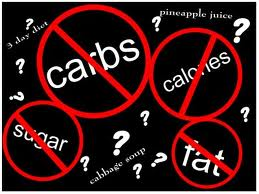 pineapple juice
3 day diet
carbs
calories
sugar
cabbage soup
fat
?
?
?
?
?
?
?
?
?
?
?